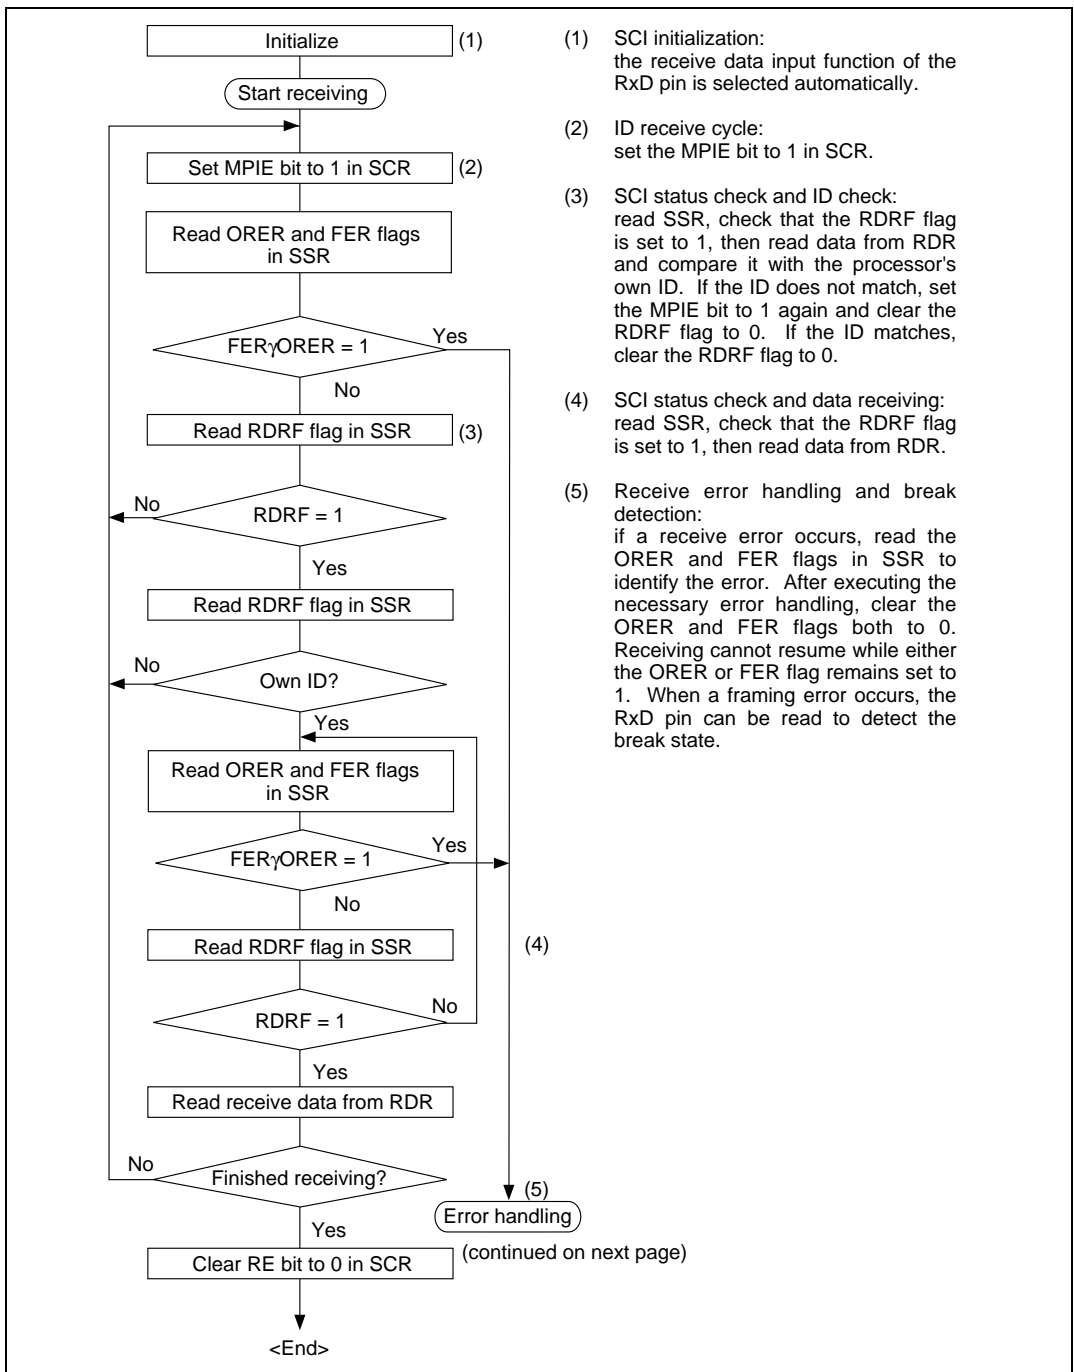 Initialize
(1)
Start receiving
Set MPIE bit to 1 in SCR
(2)
Read ORER and FER flags
in SSR
FERγORER = 1
Yes
No
Read RDRF flag in SSR
(3)
RDRF = 1
No
Yes
Read RDRF flag in SSR
Own ID?
No
Yes
Read ORER and FER flags
in SSR
FERγORER = 1
Yes
No
Read RDRF flag in SSR
(4)
RDRF = 1
No
Yes
Read receive data from RDR
Finished receiving?
No
Yes
(5)
Error handling
(continued on next page)
Clear RE bit to 0 in SCR
<End>
(1) SCI initialization:
the receive data input function of the
RxD pin is selected automatically.
(2) ID receive cycle:
set the MPIE bit to 1 in SCR.
(3) SCI status check and ID check:
read SSR, check that the RDRF flag
is set to 1, then read data from RDR
and compare it with the processor's
own ID. If the ID does not match, set
the MPIE bit to 1 again and clear the
RDRF flag to 0. If the ID matches,
clear the RDRF flag to 0.
(4) SCI status check and data receiving:
read SSR, check that the RDRF flag
is set to 1, then read data from RDR.
(5) Receive error handling and break
detection:
if a receive error occurs, read the
ORER and FER flags in SSR to
identify the error. After executing the
necessary error handling, clear the
ORER and FER flags both to 0.
Receiving cannot resume while either
the ORER or FER flag remains set to
1. When a framing error occurs, the
RxD pin can be read to detect the
break state.